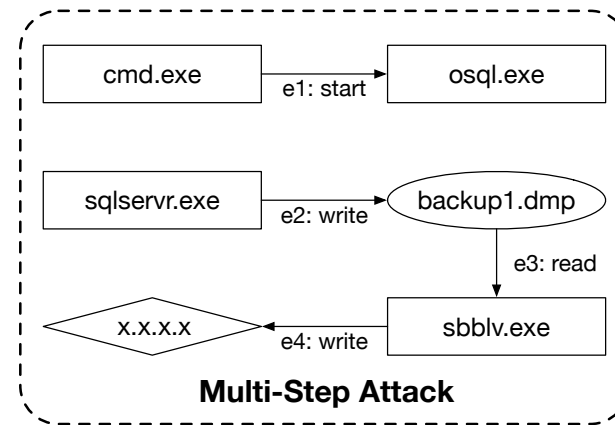 cmd.exe
e1: start
osql.exe
sqlservr.exe
e2: write
backup1.dmp
e3: read
x.x.x.x
e4: write
sbblv.exe
Multi-Step Attack